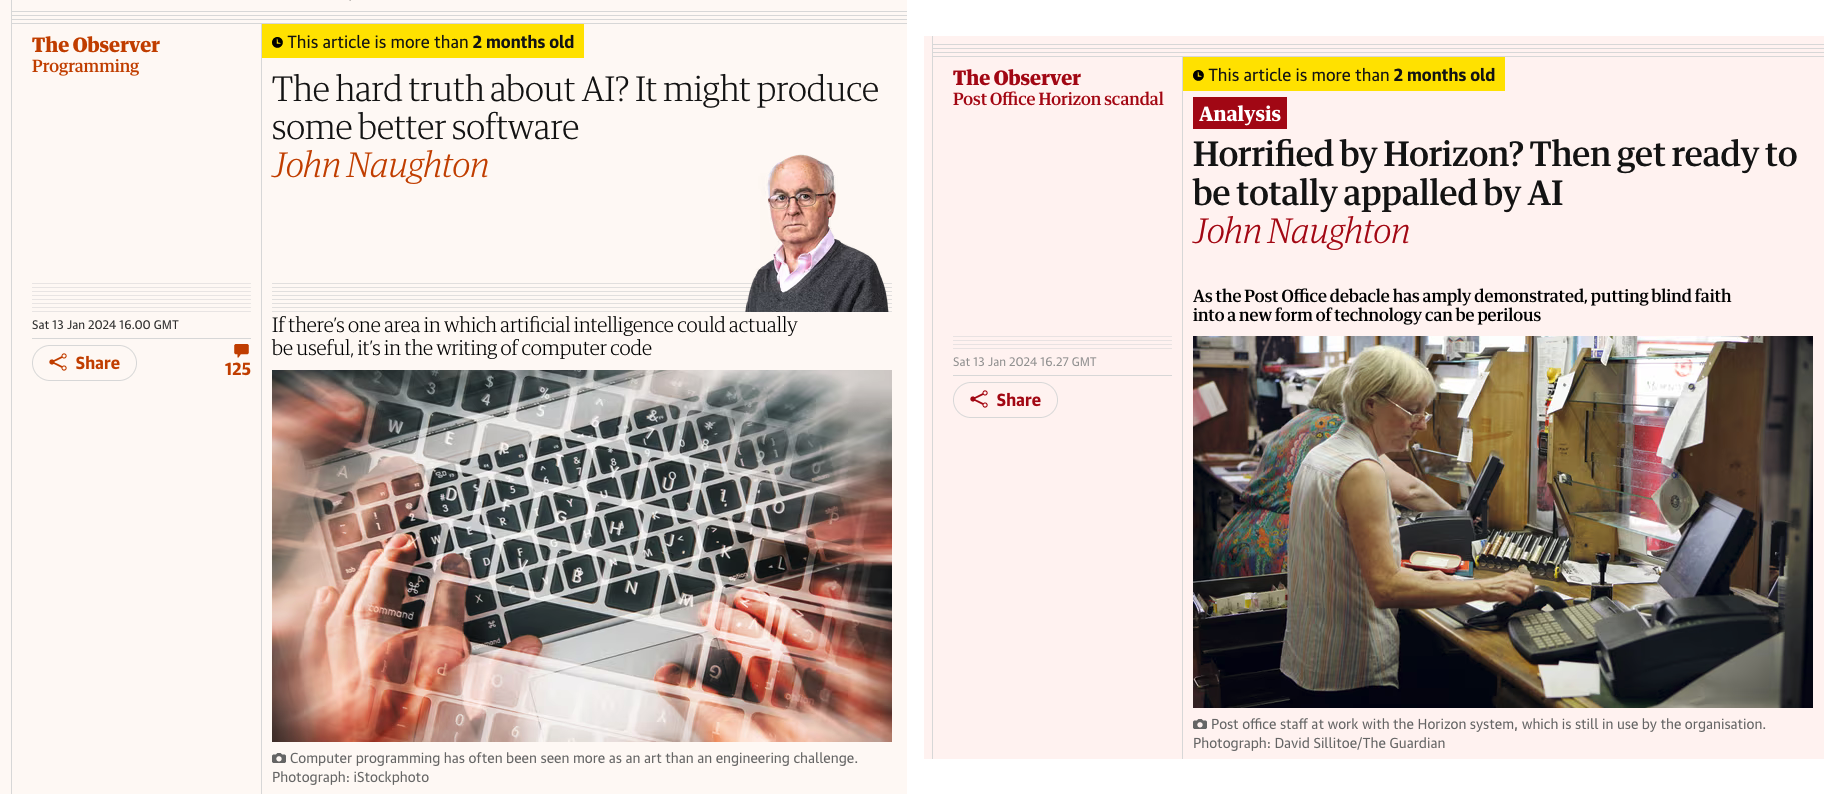 The Observer
Programming
This article is more than 2 months old
The hard truth about AI? It might produce
some better software
John Naughton
Sat 13 Jan 2024 16.00 GMT
Share
125
If there's one area in which artificial intelligence could actually
be useful, it's in the writing of computer code
command
Computer programming has often been seen more as an art than an engineering challenge.
Photograph: iStockphoto
The Observer
Post Office Horizon scandal
This article is more than 2 months old
Analysis
Horrified by Horizon? Then get ready to
be totally appalled by AI
John Naughton
As the Post Office debacle has amply demonstrated, putting blind faith
into a new form of technology can be perilous
Sat 13 Jan 2024 16.27 GMT
Share
Post office staff at work with the Horizon system, which is still in use by the organisation.
Photograph: David Sillitoe/The Guardian